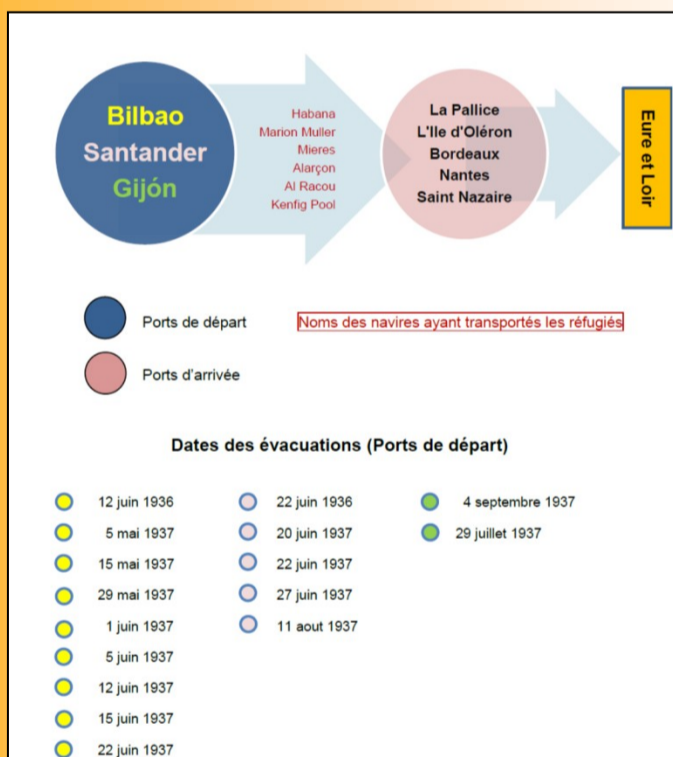 Bilbao
Santander
Gijón
Habana
Marion Muller
Mieres
Alarçon
Al Racou
Kenfig Pool
La Pallice
L'Ile d'Oléron
Bordeaux
Nantes
Saint Nazaire
Eure et Loir
Ports de départ
Noms des navires ayant transportés les réfugiés
Ports d'arrivée
Dates des évacuations (Ports de départ)
12 juin 1936
5 mai 1937
15 mai 1937
29 mai 1937
1 juin 1937
5 juin 1937
12 juin 1937
15 juin 1937
22 juin 1937
22 juin 1936
20 juin 1937
22 juin 1937
27 juin 1937
11 aout 1937
4 septembre 1937
29 juillet 1937